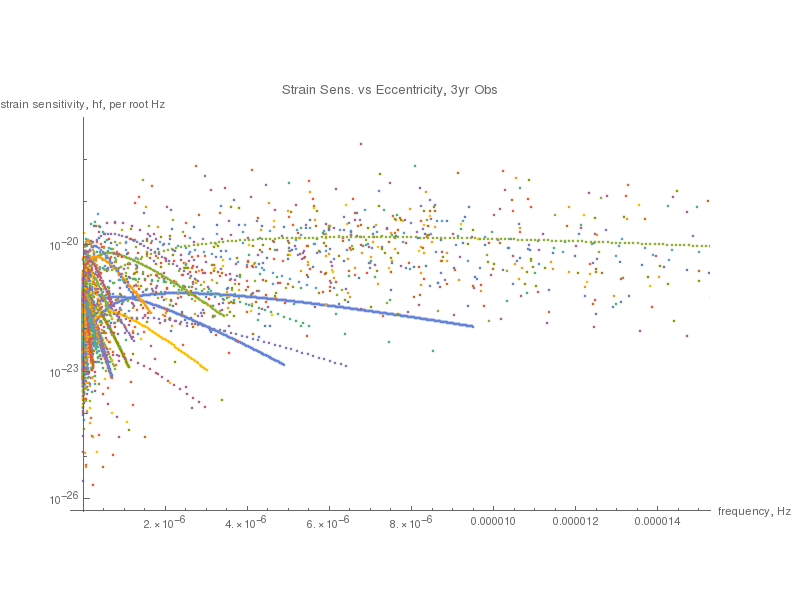 Strain Sens. vs Eccentricity, 3yr Obs
strain sensitivity, hf, per root Hz
10⁻²⁰
10⁻²³
10⁻²⁶
2. × 10⁻⁶ 4. × 10⁻⁶ 6. × 10⁻⁶ 8. × 10⁻⁶ 0.000010 0.000012 0.000014
frequency, Hz